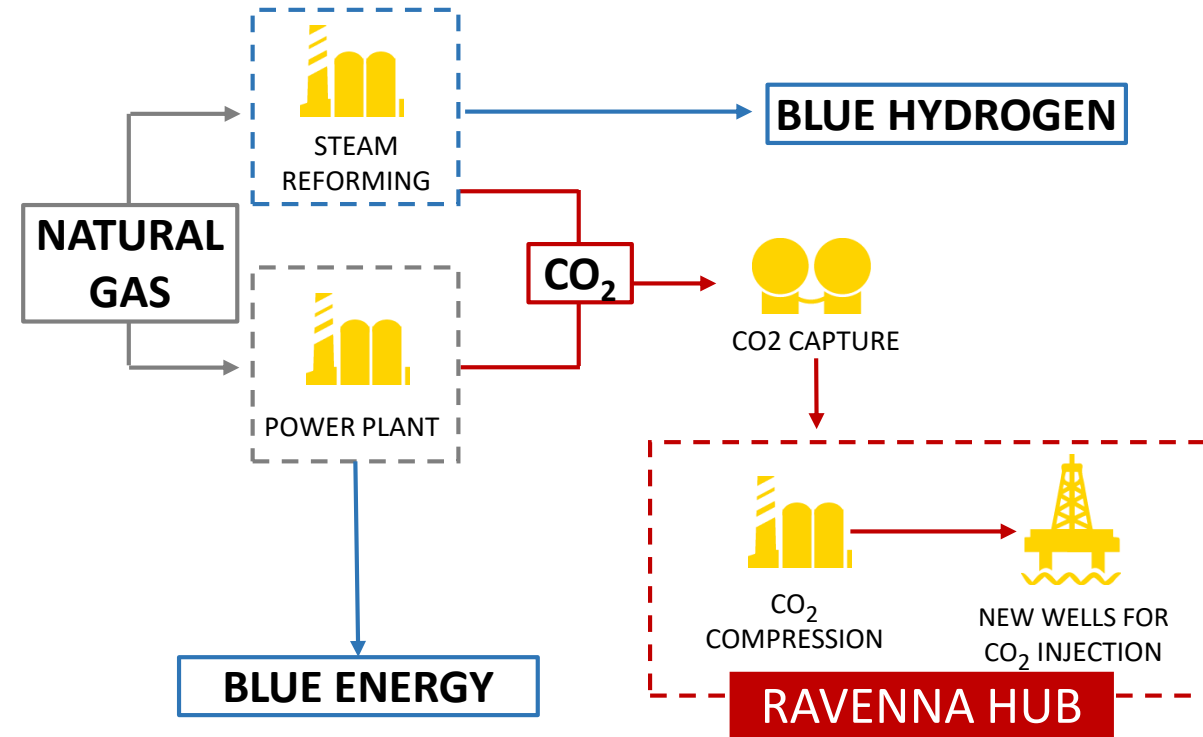 STEAM
REFORMING
BLUE HYDROGEN
NATURAL
GAS
CO₂
POWER PLANT
CO2 CAPTURE
BLUE ENERGY
CO₂
COMPRESSION
NEW WELLS FOR
CO₂ INJECTION
RAVENNA HUB